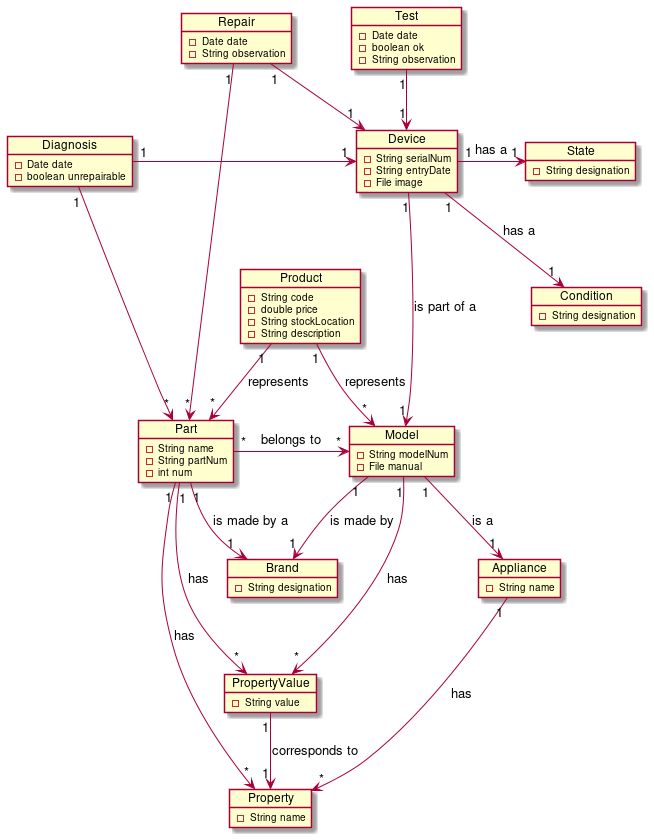 Repair
Date date
String observation
Test
Date date
boolean ok
String observation
1
1
1
1
1
Diagnosis
Date date
boolean unrepairable
1
1
Device
String serialNum
String entryDate
File image
1
has a
1
State
String designation
1
1
1
has a
1
Condition
String designation
Product
String code
double price
String stockLocation
String description
is part of a
1
1
represents
represents
*
*
*
*
1
Part
String name
String partNum
int num
*
belongs to
*
Model
String modelNum
File manual
1
1
1
1
1
1
is made by a
is made by
is a
1
1
1
Brand
String designation
Appliance
String name
has
has
1
has
*
*
PropertyValue
String value
has
1
corresponds to
*
1
*
Property
String name